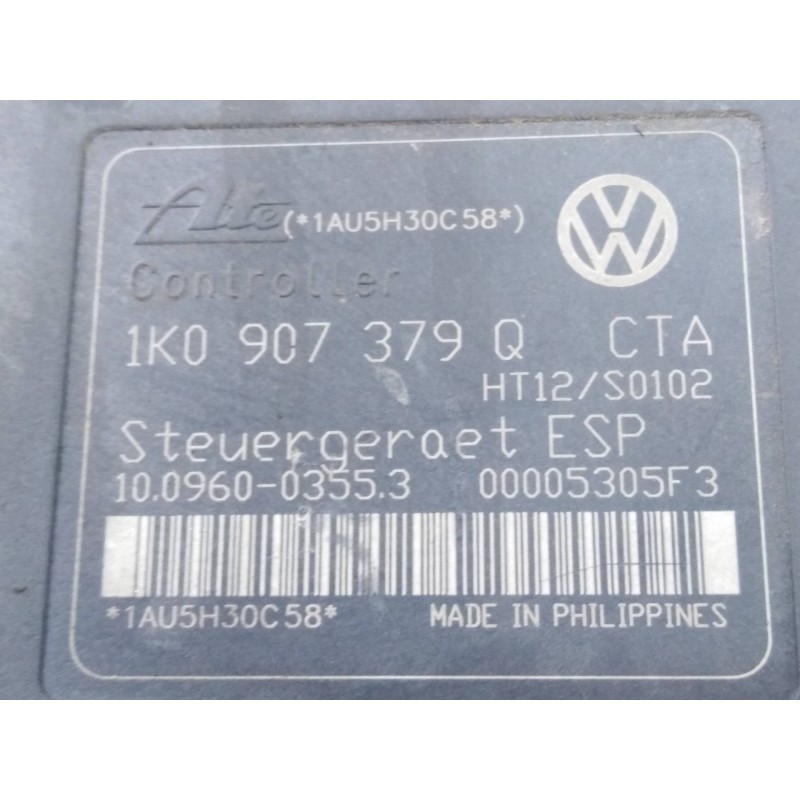 Ate (*1AU5H30C58*)
Controller
1K0 907 379 Q CTA
HT12/S0102
Steuergeraet ESP
10.0960-0355.3 00005305F3
*1AU5H30C58* MADE IN PHILIPPINES